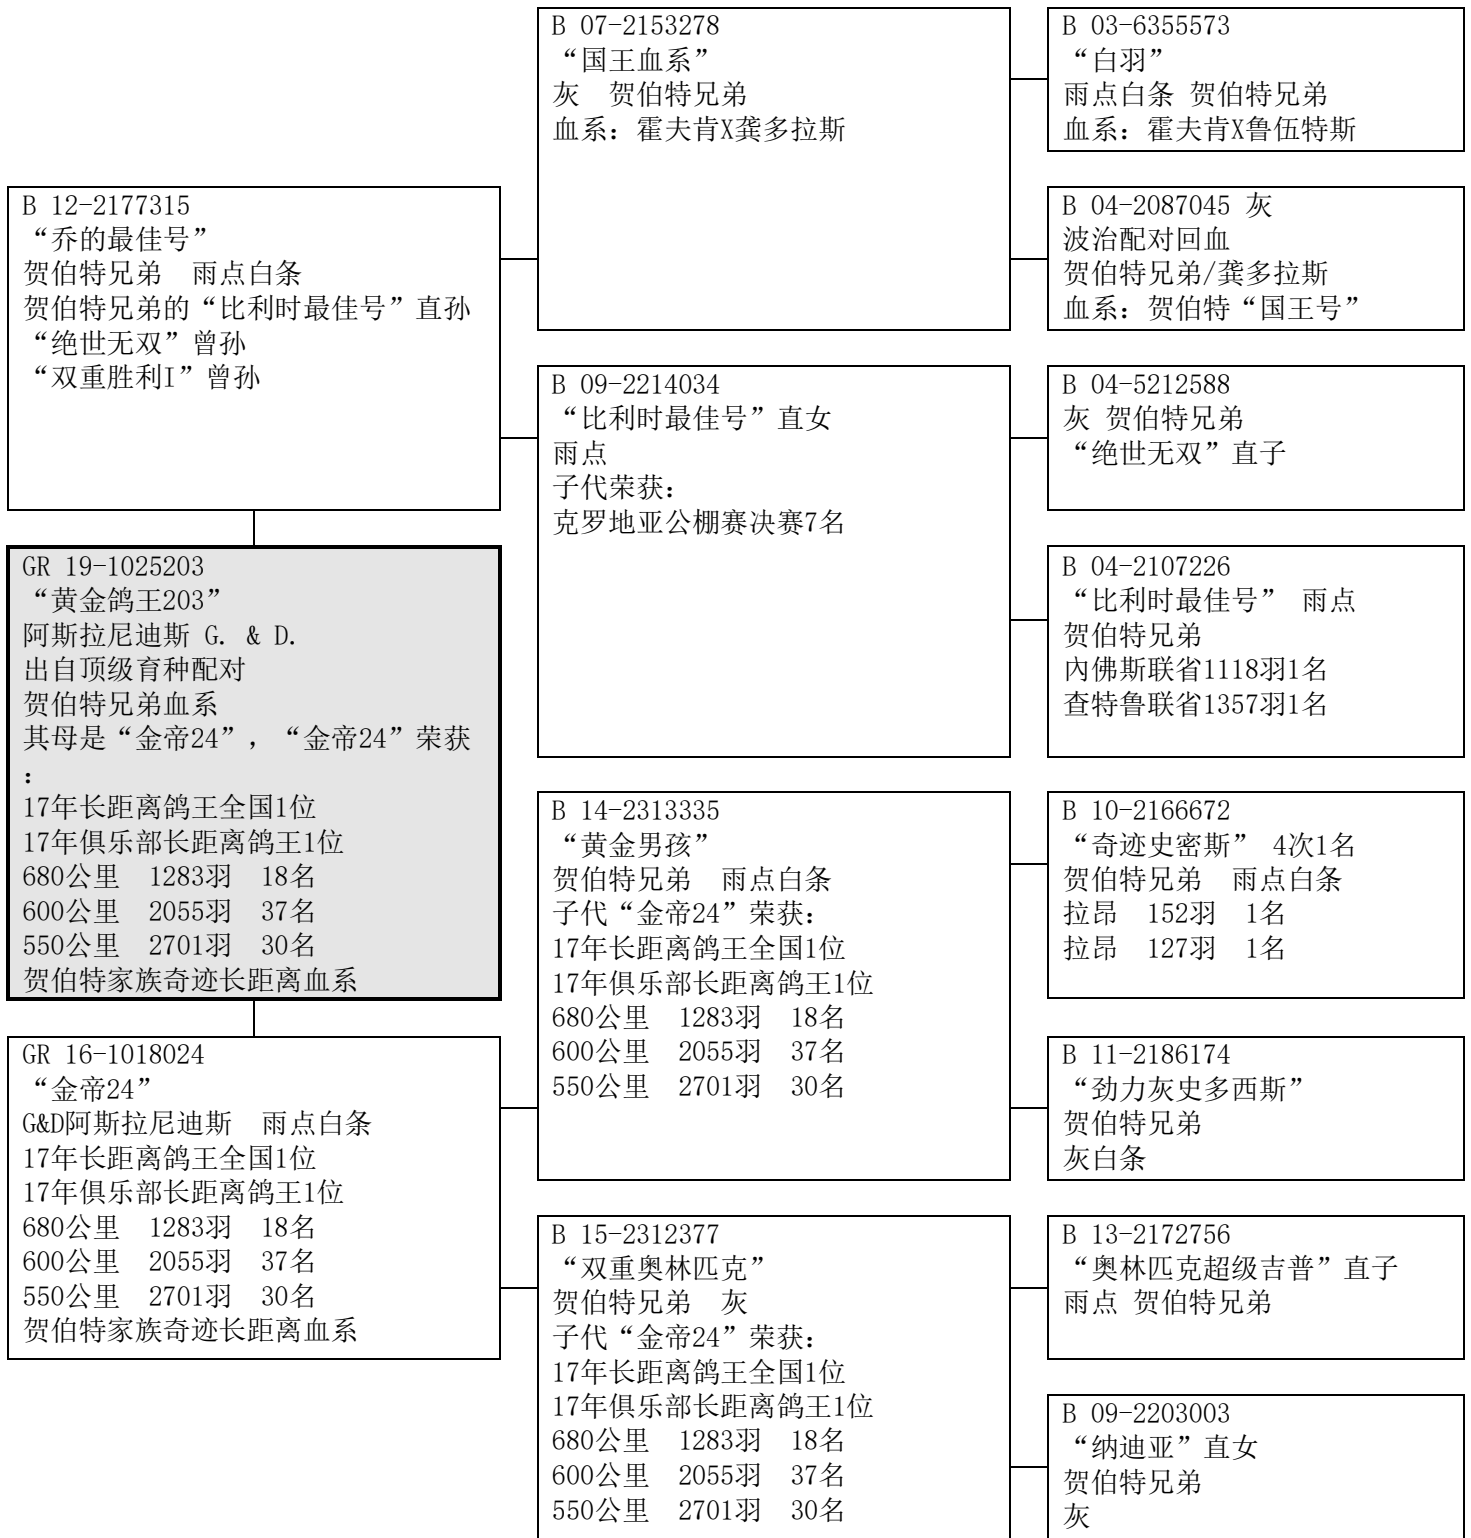 B 07-2153278
“国王血系”
灰　贺伯特兄弟
血系：霍夫肯X龚多拉斯
B 03-6355573
“白羽”
雨点白条 贺伯特兄弟
血系：霍夫肯X鲁伍特斯
B 12-2177315
“乔的最佳号”
贺伯特兄弟　雨点白条
贺伯特兄弟的“比利时最佳号”直孙
“绝世无双”曾孙
“双重胜利I”曾孙
B 04-2087045 灰
波治配对回血
贺伯特兄弟/龚多拉斯
血系：贺伯特“国王号”
B 09-2214034
“比利时最佳号”直女
雨点
子代荣获：
克罗地亚公棚赛决赛7名
B 04-5212588
灰 贺伯特兄弟
“绝世无双”直子
GR 19-1025203
“黄金鸽王203”
阿斯拉尼迪斯 G. & D.
出自顶级育种配对
贺伯特兄弟血系
其母是“金帝24”，“金帝24”荣获
：
17年长距离鸽王全国1位
17年俱乐部长距离鸽王1位
680公里　1283羽　18名
600公里　2055羽　37名
550公里　2701羽　30名
贺伯特家族奇迹长距离血系
B 04-2107226
“比利时最佳号” 雨点
贺伯特兄弟
內佛斯联省1118羽1名
查特鲁联省1357羽1名
B 14-2313335
“黄金男孩”
贺伯特兄弟　雨点白条
子代“金帝24”荣获：
17年长距离鸽王全国1位
17年俱乐部长距离鸽王1位
680公里　1283羽　18名
600公里　2055羽　37名
550公里　2701羽　30名
B 10-2166672
“奇迹史密斯” 4次1名
贺伯特兄弟　雨点白条
拉昂　152羽　1名
拉昂　127羽　1名
GR 16-1018024
“金帝24”
G&D阿斯拉尼迪斯　雨点白条
17年长距离鸽王全国1位
17年俱乐部长距离鸽王1位
680公里　1283羽　18名
600公里　2055羽　37名
550公里　2701羽　30名
贺伯特家族奇迹长距离血系
B 11-2186174
“劲力灰史多西斯”
贺伯特兄弟
灰白条
B 15-2312377
“双重奥林匹克”
贺伯特兄弟　灰
子代“金帝24”荣获：
17年长距离鸽王全国1位
17年俱乐部长距离鸽王1位
680公里　1283羽　18名
600公里　2055羽　37名
550公里　2701羽　30名
B 13-2172756
“奥林匹克超级吉普”直子
雨点 贺伯特兄弟
B 09-2203003
“纳迪亚”直女
贺伯特兄弟
灰